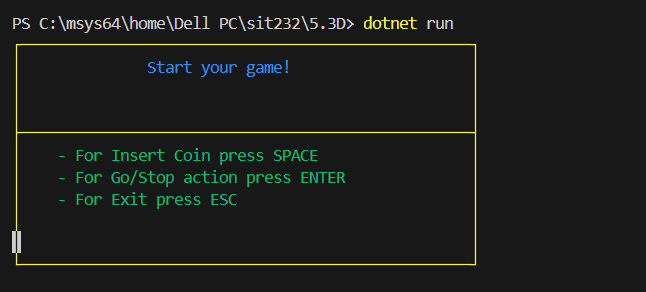 PS C:\msys64\home\Dell PC\sit232\5.3D> dotnet run
Start your game!
- For Insert Coin press SPACE
- For Go/Stop action press ENTER
- For Exit press ESC